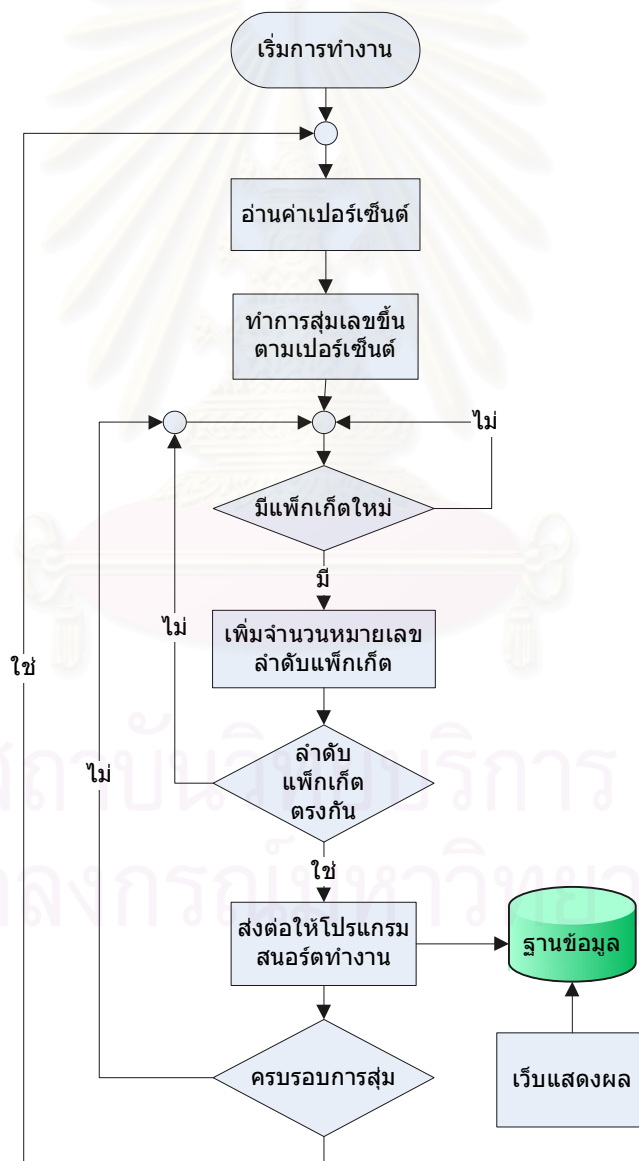 เริ่มการทำงาน
อ่านค่าเปอร์เซ็นต์
ทำการสุ่มเลขขึ้น
ตามเปอร์เซ็นต์
ไม่
มีแพ็กเก็ตใหม่
มี
ไม่
เพิ่มจำนวนหมายเลข
ลำดับแพ็กเก็ต
ใช่
ลำดับ
แพ็กเก็ต
ตรงกัน
ไม่
ใช่
ส่งต่อให้โปรแกรม
สนอร์ตทำงาน
ฐานข้อมูล
ครบรอบการสุ่ม
เว็บแสดงผล